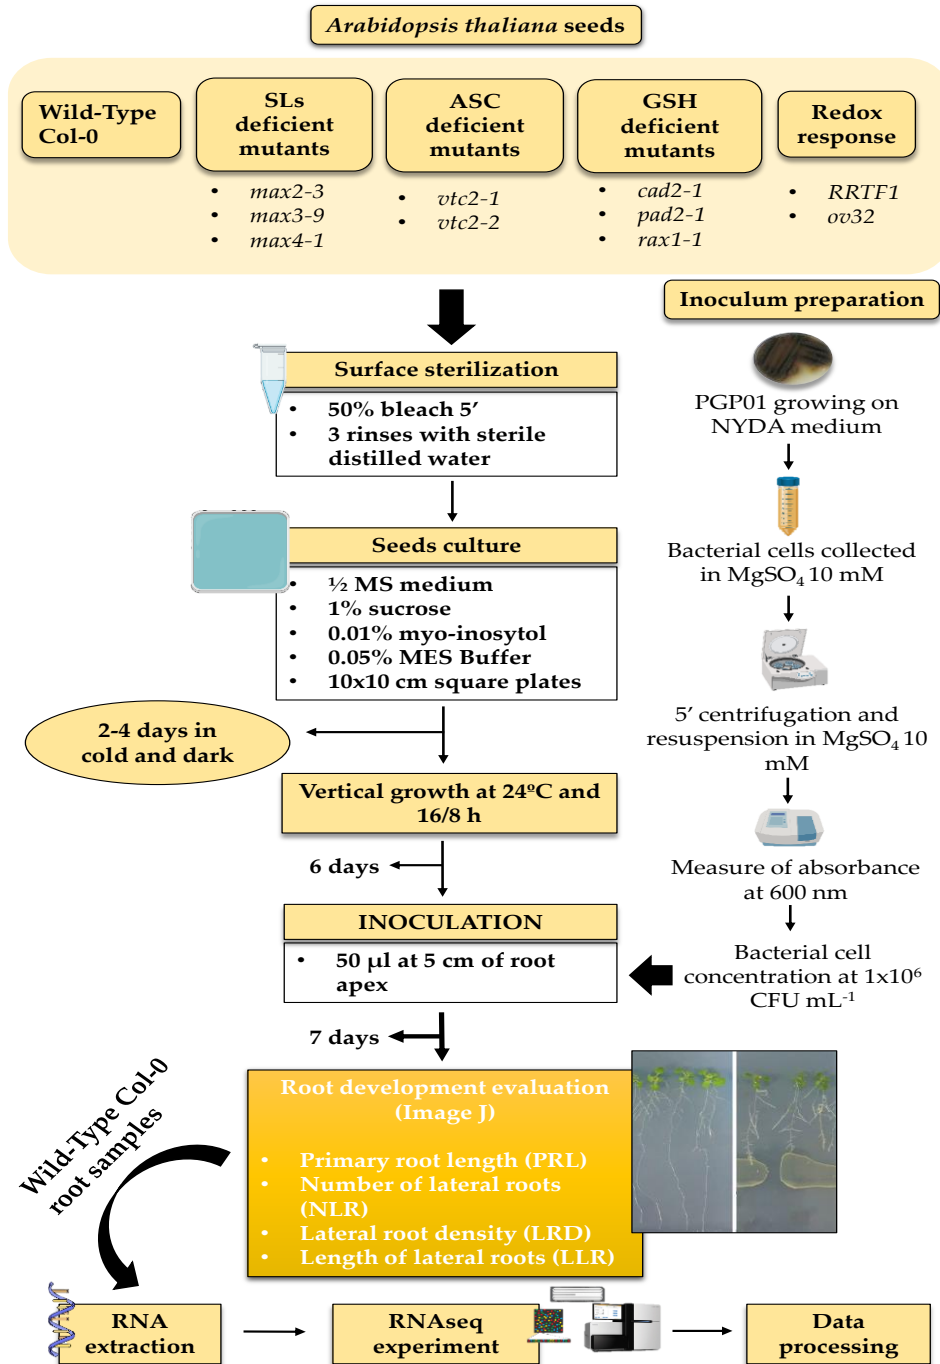 Arabidopsis thaliana seeds
Wild-Type
Col-0
SLs
deficient
mutants
• max2-3
• max3-9
• max4-1
ASC
deficient
mutants
• vtc2-1
• vtc2-2
GSH
deficient
mutants
• cad2-1
• pad2-1
• rax1-1
Redox
response
• RRTF1
• ov32
Surface sterilization
• 50% bleach 5′
• 3 rinses with sterile
distilled water
Seeds culture
• ½ MS medium
• 1% sucrose
• 0.01% myo-inosytol
• 0.05% MES Buffer
• 10x10 cm square plates
2-4 days in
cold and dark
Vertical growth at 24ºC and
16/8 h
6 days
INOCULATION
• 50 µl at 5 cm of root
apex
7 days
Inoculum preparation
PGP01 growing on
NYDA medium
Bacterial cells collected
in MgSO₄ 10 mM
5′ centrifugation and
resuspension in MgSO₄ 10
mM
Measure of absorbance
at 600 nm
Bacterial cell
concentration at 1x10⁶
CFU mL⁻¹
Root development evaluation
(Image J)
• Primary root length (PRL)
• Number of lateral roots
(NLR)
• Lateral root density (LRD)
• Length of lateral roots (LLR)
Wild-Type Col-0
root samples
RNA
extraction
RNAseq
experiment
Data
processing